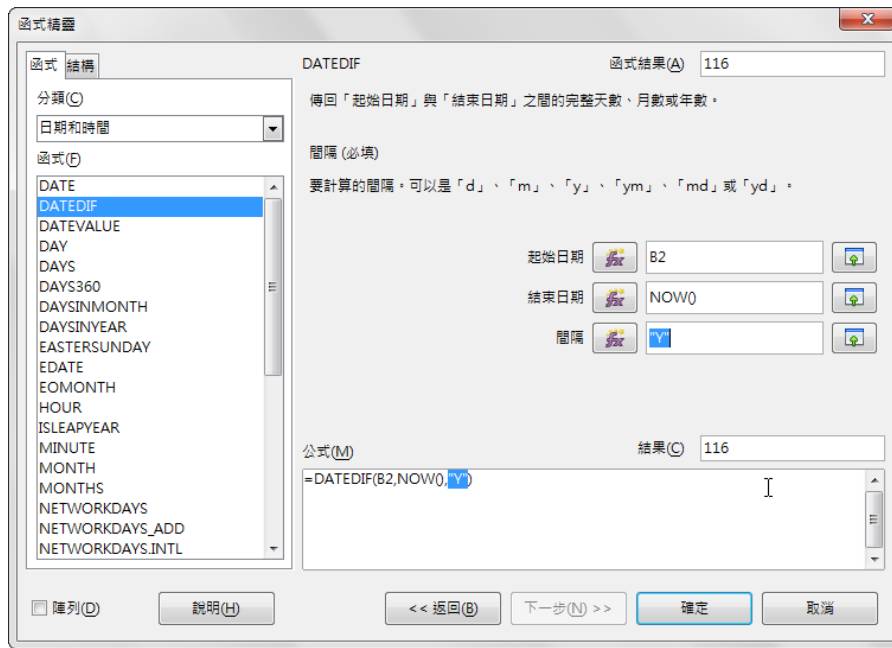 函式精靈
函式 結構
分類(C)
日期和時間
函式(F)
DATE
DATEDIF
DATEVALUE
DAY
DAYS
DAYS360
DAYSINMONTH
DAYSINYEAR
EASTERSUNDAY
EDATE
EOMONTH
HOUR
ISLEAPYEAR
MINUTE
MONTH
MONTHS
NETWORKDAYS
NETWORKDAYS_ADD
NETWORKDAYS.INTL
DATEDIF 函式結果(A) 116
傳回「起始日期」與「結束日期」之間的完整天數、月數或年數。
間隔 (必填)
要計算的間隔。可以是「d」、「m」、「y」、「ym」、「md」或「yd」。
起始日期 fx B2
結束日期 fx NOW()
間隔 fx "Y"
公式(M) 結果(C) 116
=DATEDIF(B2,NOW(),"Y")
陣列(D) 說明(H) << 返回(B) 下一步(N) >> 確定 取消